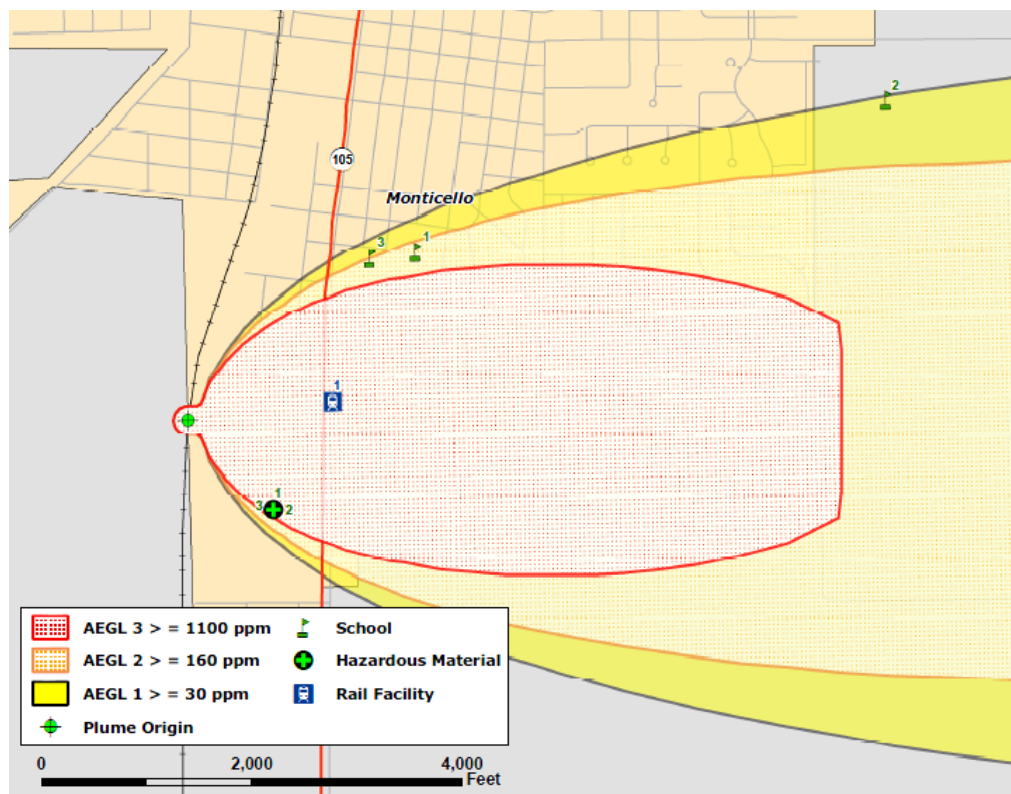 2
105
Monticello
3
1
1
1
3
2
AEGL 3 > = 1100 ppm
School
AEGL 2 > = 160 ppm
Hazardous Material
AEGL 1 > = 30 ppm
Rail Facility
Plume Origin
0
2,000
4,000
Feet